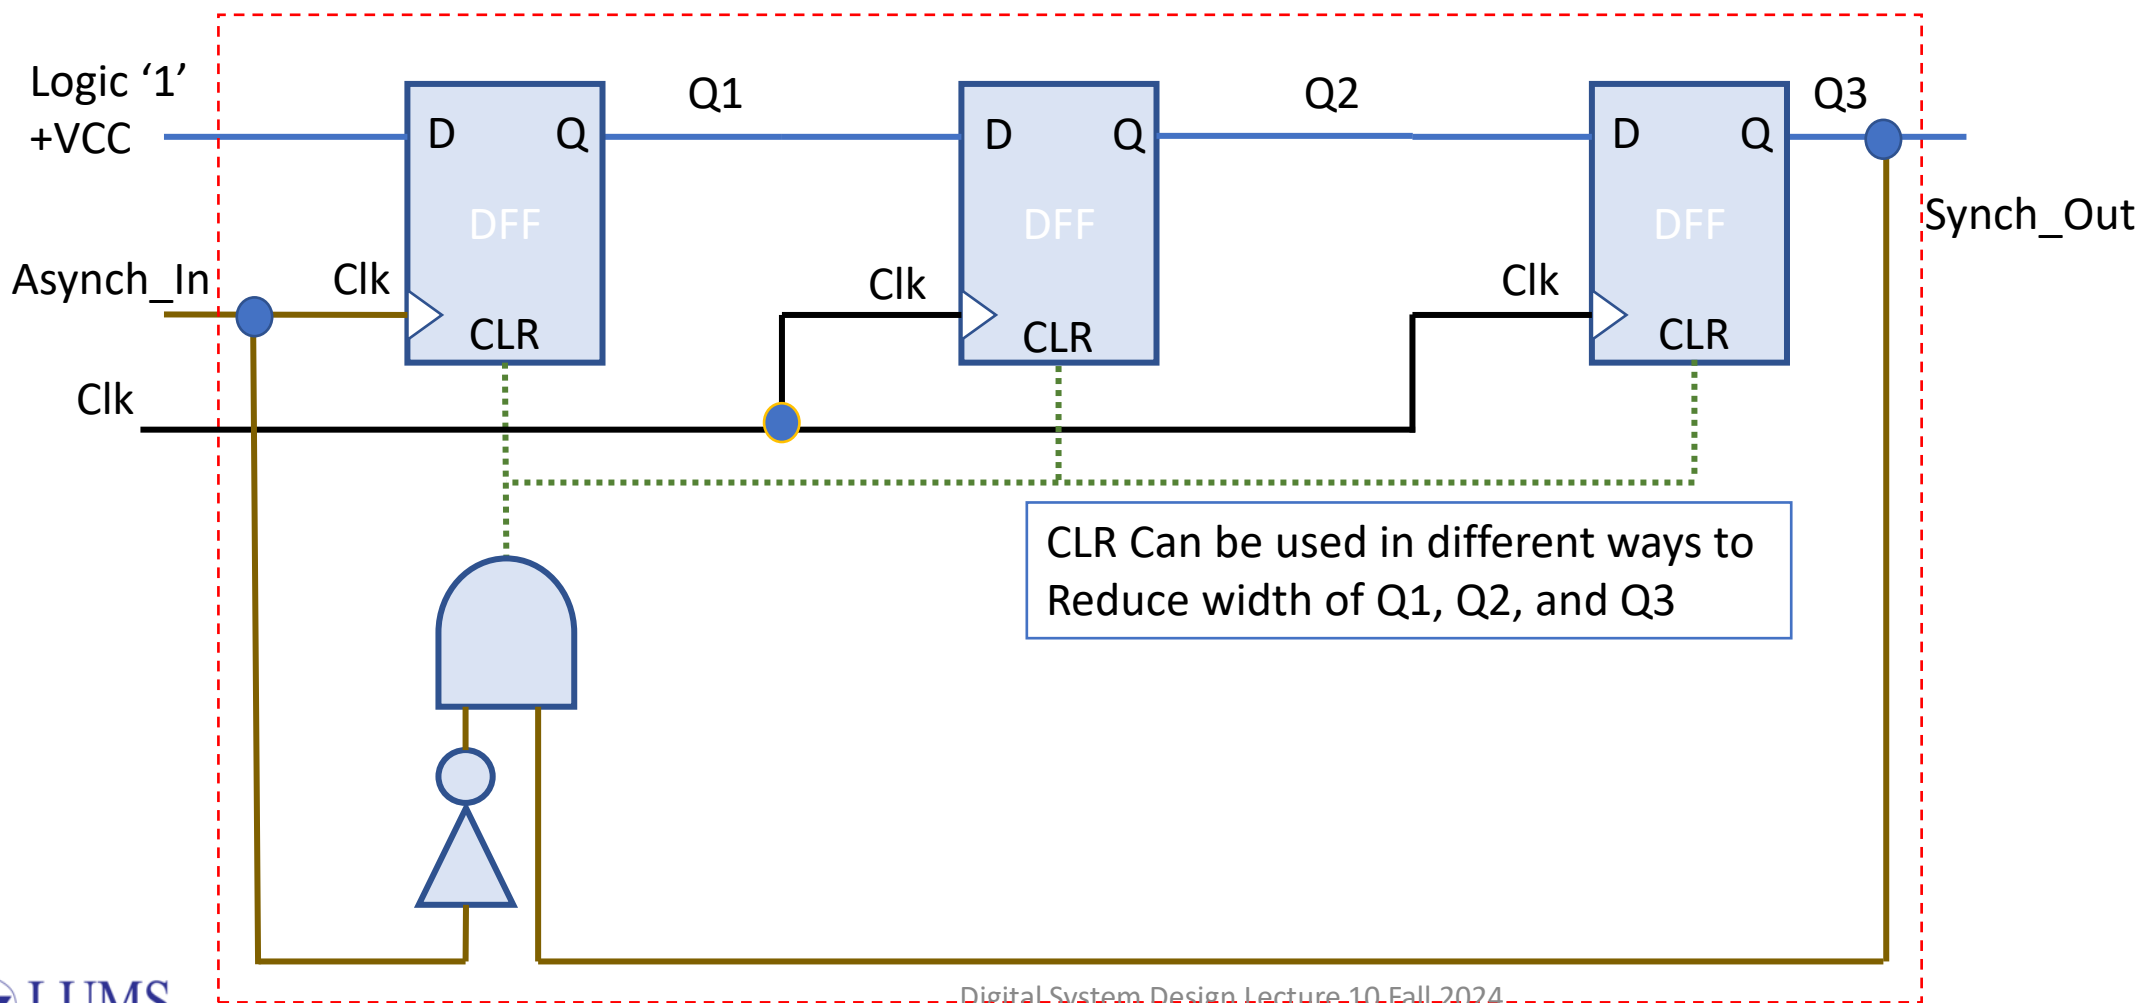 Logic ‘1’
+VCC
Q1
Q2
Q3
D
Q
D
Q
D
Q
DFF
DFF
DFF
Synch_Out
Asynch_In
Clk
Clk
Clk
CLR
CLR
CLR
Clk
CLR Can be used in different ways to
Reduce width of Q1, Q2, and Q3
LUMS
Digital System Design Lecture 10 Fall 2024